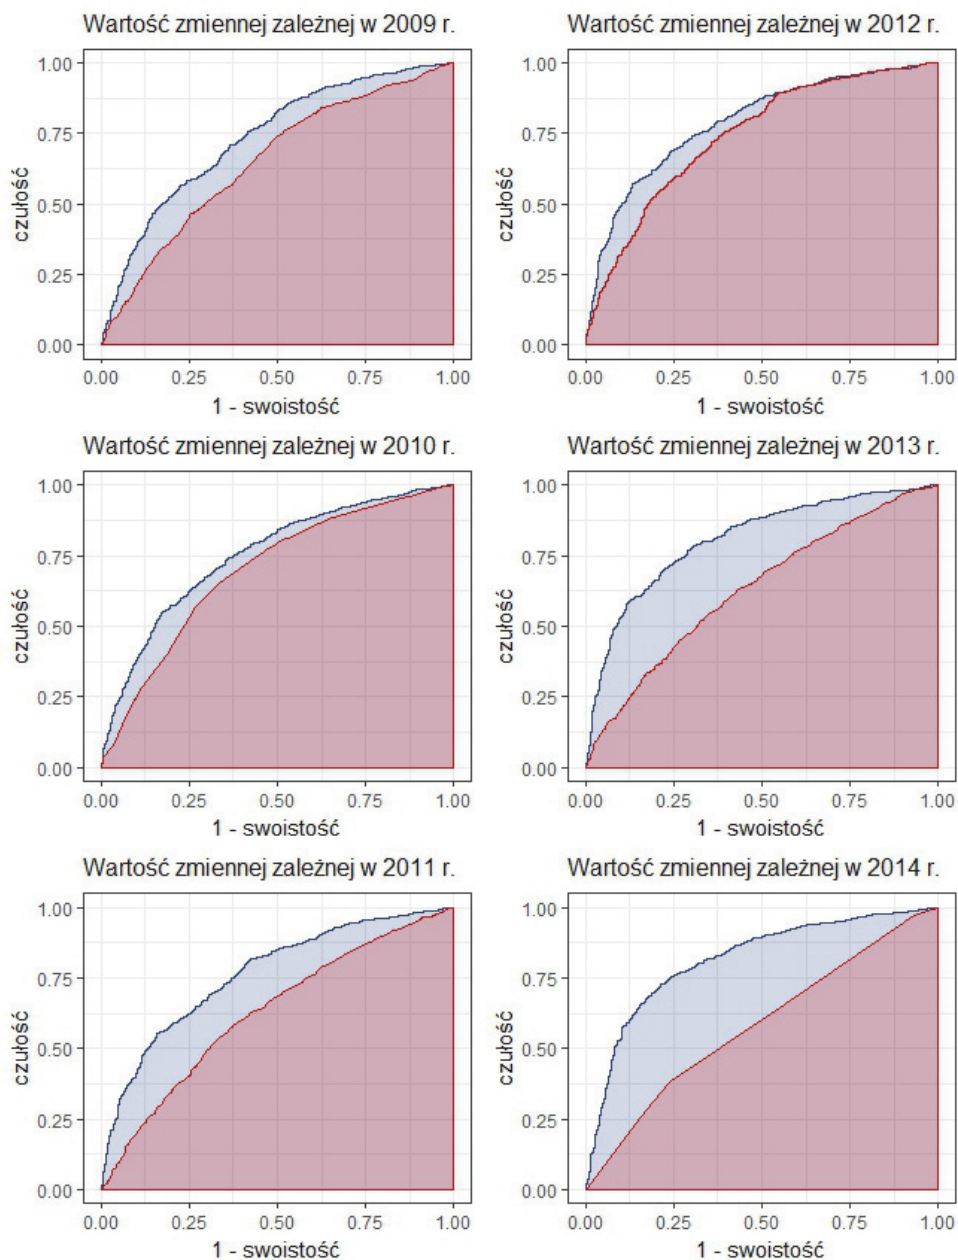 Wartość zmiennej zależnej w 2009 r.
1.00
0.75
0.50
0.25
0.00
czułość
0.00 0.25 0.50 0.75 1.00
1 - swoistość
Wartość zmiennej zależnej w 2012 r.
1.00
0.75
0.50
0.25
0.00
czułość
0.00 0.25 0.50 0.75 1.00
1 - swoistość
Wartość zmiennej zależnej w 2010 r.
1.00
0.75
0.50
0.25
0.00
czułość
0.00 0.25 0.50 0.75 1.00
1 - swoistość
Wartość zmiennej zależnej w 2013 r.
1.00
0.75
0.50
0.25
0.00
czułość
0.00 0.25 0.50 0.75 1.00
1 - swoistość
Wartość zmiennej zależnej w 2011 r.
1.00
0.75
0.50
0.25
0.00
czułość
0.00 0.25 0.50 0.75 1.00
1 - swoistość
Wartość zmiennej zależnej w 2014 r.
1.00
0.75
0.50
0.25
0.00
czułość
0.00 0.25 0.50 0.75 1.00
1 - swoistość